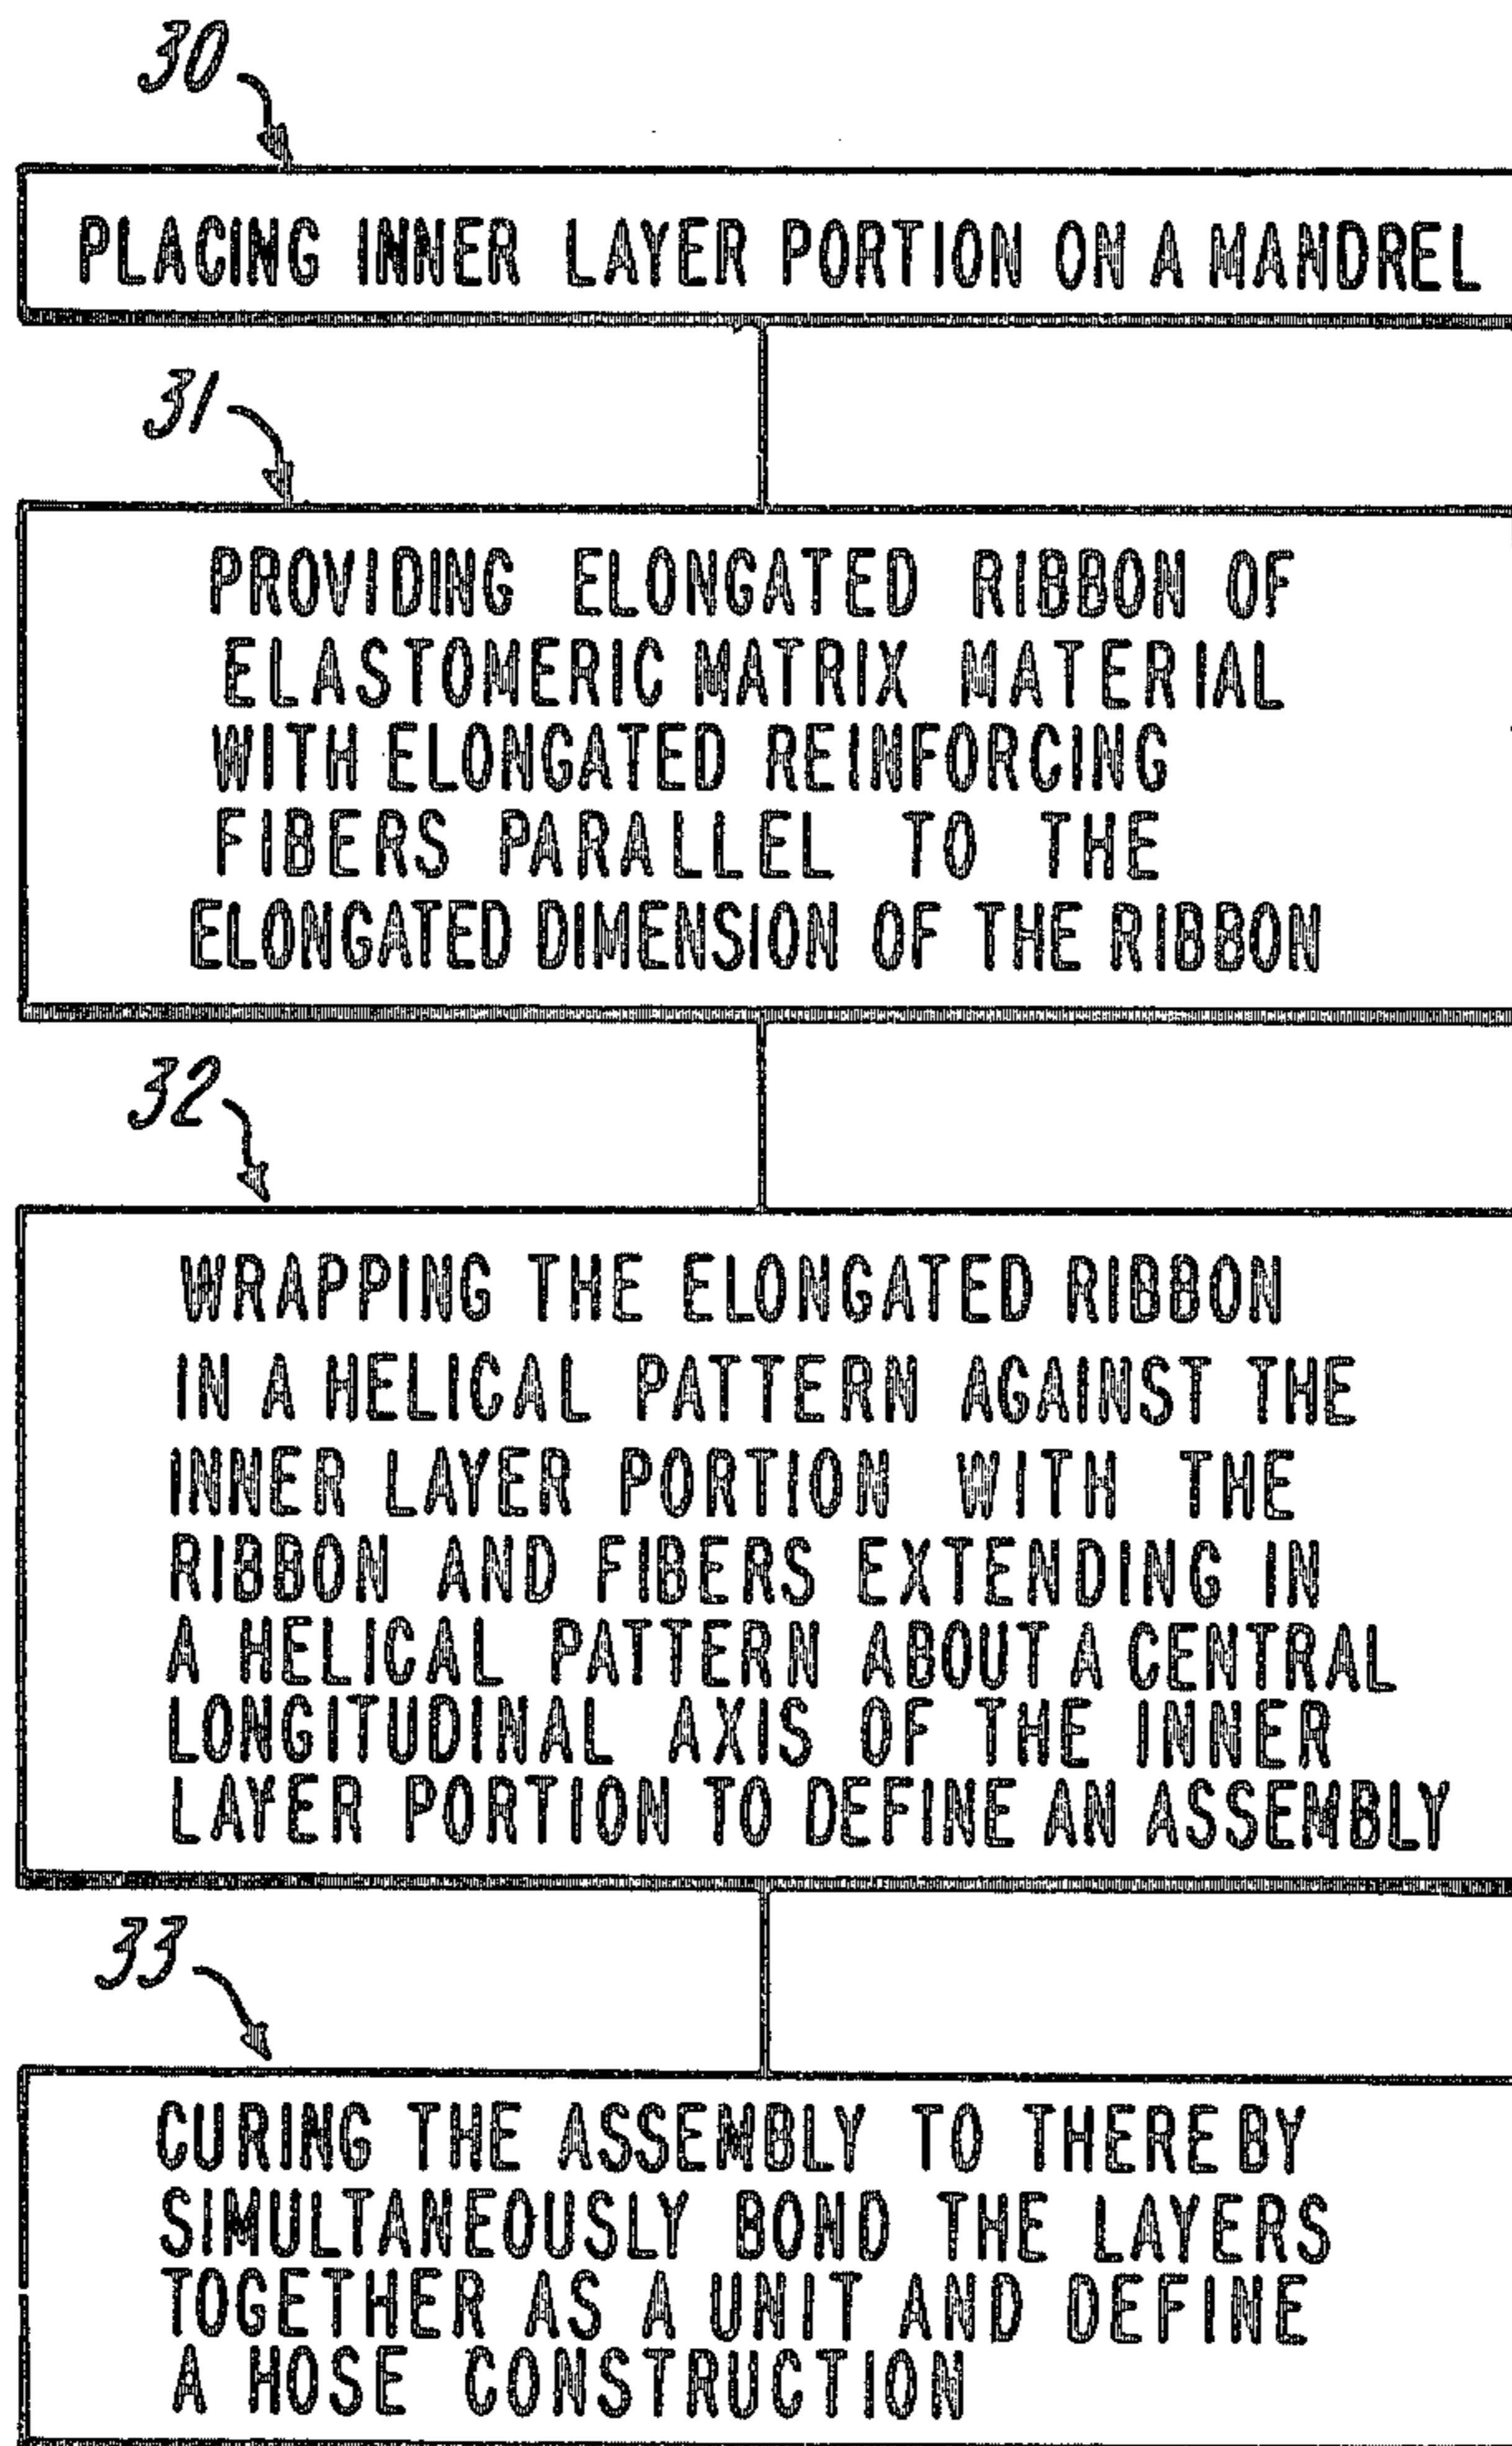 30
PLACING INNER LAYER PORTION ON A MANDREL
31
PROVIDING ELONGATED RIBBON OF
ELASTOMERIC MATRIX MATERIAL
WITH ELONGATED REINFORCING
FIBERS PARALLEL TO THE
ELONGATED DIMENSION OF THE RIBBON
32
WRAPPING THE ELONGATED RIBBON
IN A HELICAL PATTERN AGAINST THE
INNER LAYER PORTION WITH THE
RIBBON AND FIBERS EXTENDING IN
A HELICAL PATTERN ABOUT A CENTRAL
LONGITUDINAL AXIS OF THE INNER
LAYER PORTION TO DEFINE AN ASSEMBLY
33
CURING THE ASSEMBLY TO THEREBY
SIMULTANEOUSLY BOND THE LAYERS
TOGETHER AS A UNIT AND DEFINE
A HOSE CONSTRUCTION